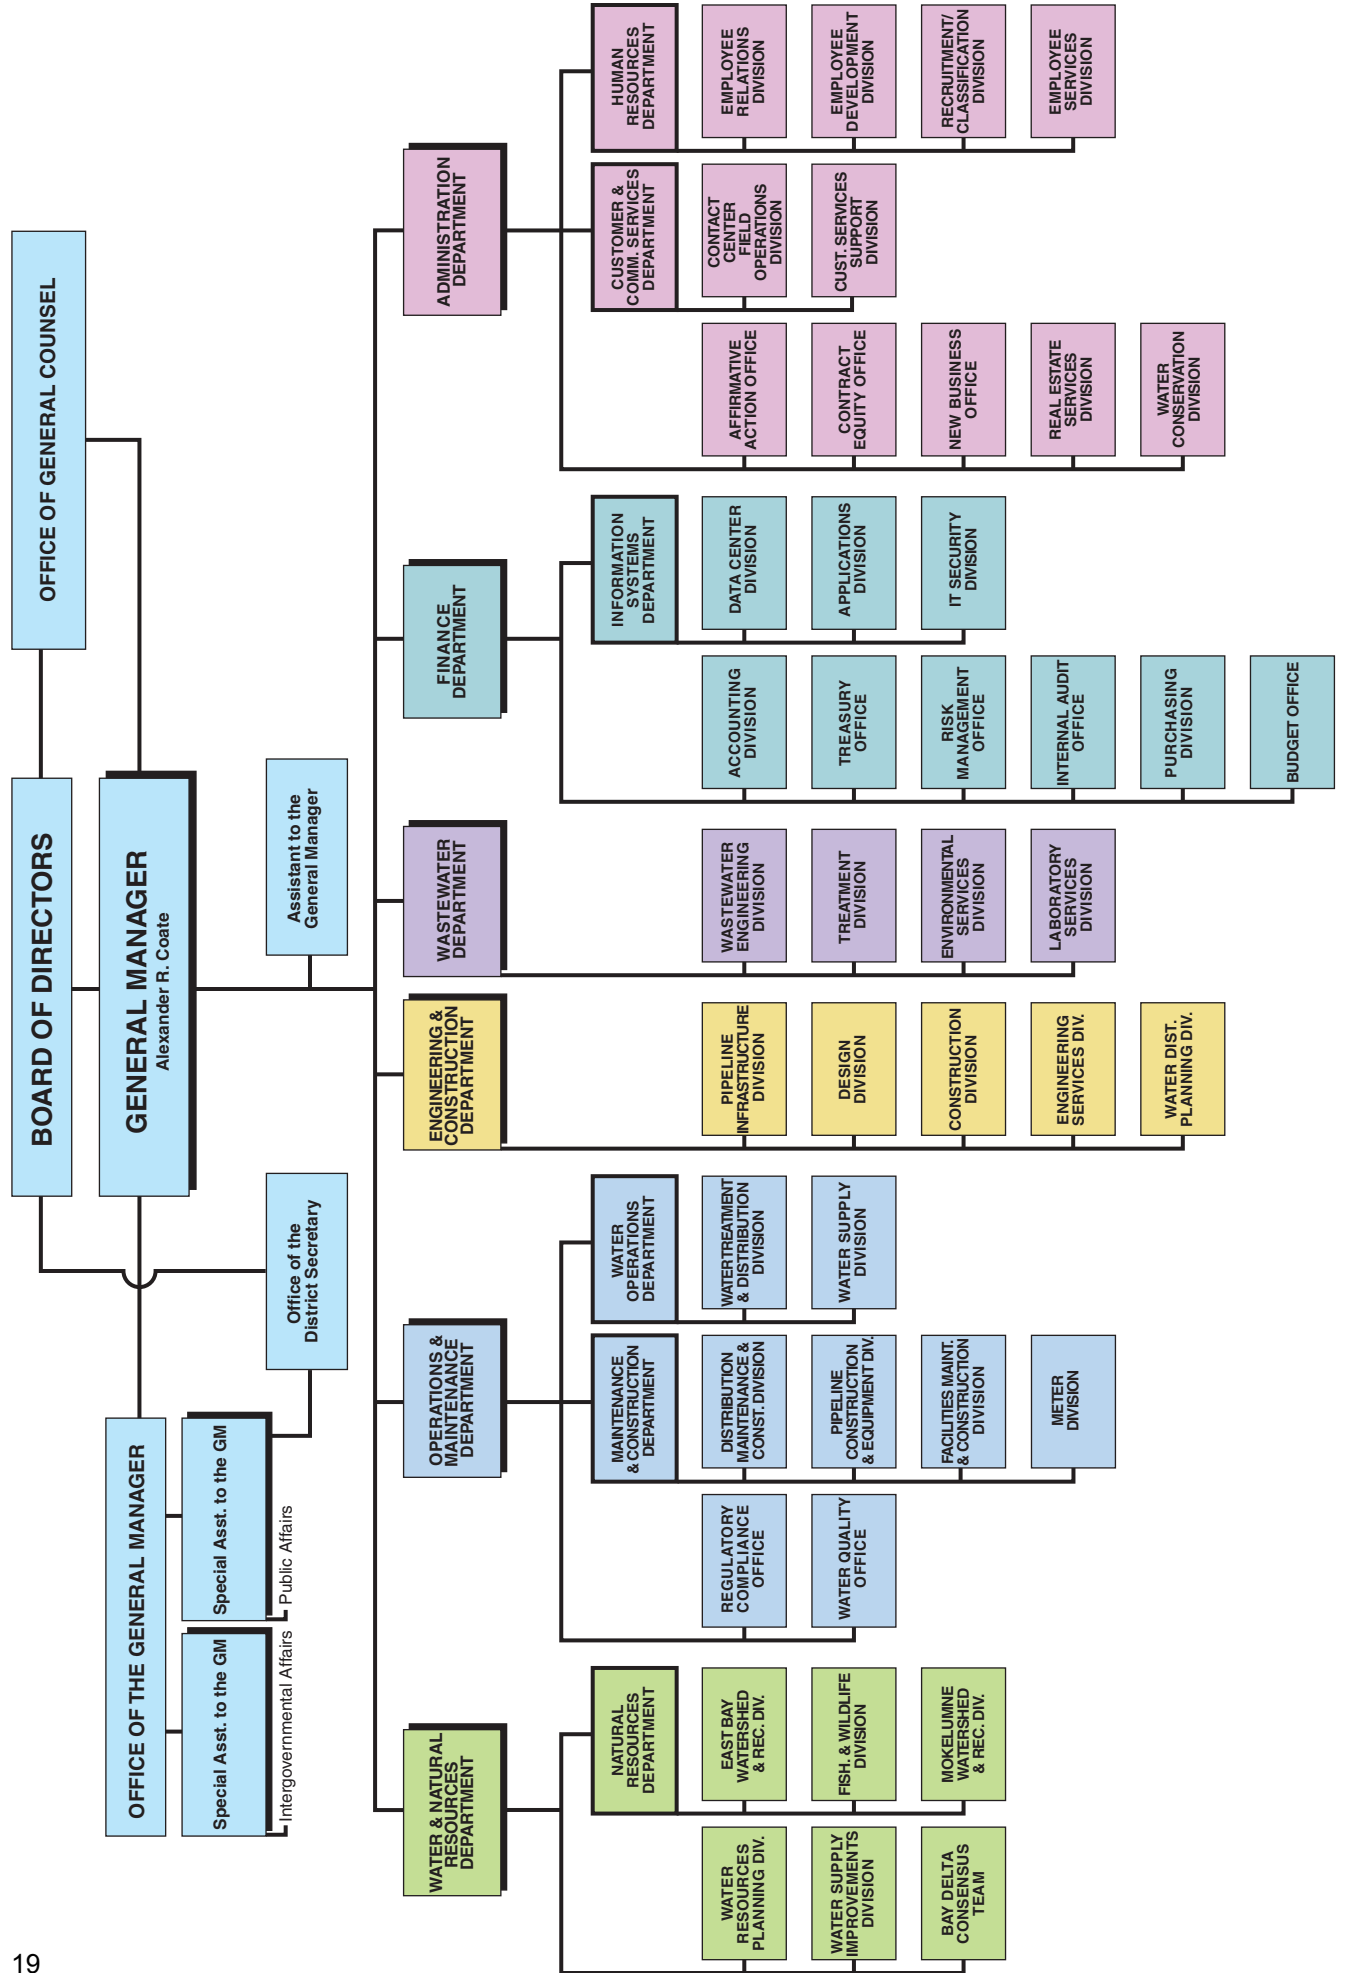 BOARD OF DIRECTORS
OFFICE OF GENERAL COUNSEL
GENERAL MANAGER
Alexander R. Coate
OFFICE OF THE GENERAL MANAGER
Special Asst. to the GM
Intergovernmental Affairs
Special Asst. to the GM
Public Affairs
Office of the
District Secretary
Assistant to the
General Manager
WATER & NATURAL
RESOURCES
DEPARTMENT
WATER
RESOURCES
PLANNING DIV.
WATER SUPPLY
IMPROVEMENTS
DIVISION
BAY DELTA
CONSENSUS
TEAM
NATURAL
RESOURCES
DEPARTMENT
EAST BAY
WATERSHED
& REC. DIV.
FISH. & WILDLIFE
DIVISION
MOKELUMNE
WATERSHED
& REC. DIV.
OPERATIONS &
MAINTENANCE
DEPARTMENT
REGULATORY
COMPLIANCE
OFFICE
WATER QUALITY
OFFICE
MAINTENANCE
& CONSTRUCTION
DEPARTMENT
DISTRIBUTION
MAINTENANCE &
CONST. DIVISION
PIPELINE
CONSTRUCTION
& EQUIPMENT DIV.
FACILITIES MAINT.
& CONSTRUCTION
DIVISION
METER
DIVISION
WATER
OPERATIONS
DEPARTMENT
WATER TREATMENT
& DISTRIBUTION
DIVISION
WATER SUPPLY
DIVISION
ENGINEERING &
CONSTRUCTION
DEPARTMENT
PIPELINE
INFRASTRUCTURE
DIVISION
DESIGN
DIVISION
CONSTRUCTION
DIVISION
ENGINEERING
SERVICES DIV.
WATER DIST.
PLANNING DIV.
WASTEWATER
DEPARTMENT
WASTEWATER
ENGINEERING
DIVISION
TREATMENT
DIVISION
ENVIRONMENTAL
SERVICES
DIVISION
LABORATORY
SERVICES
DIVISION
FINANCE
DEPARTMENT
ACCOUNTING
DIVISION
TREASURY
OFFICE
RISK
MANAGEMENT
OFFICE
INTERNAL AUDIT
OFFICE
PURCHASING
DIVISION
BUDGET OFFICE
INFORMATION
SYSTEMS
DEPARTMENT
DATA CENTER
DIVISION
APPLICATIONS
DIVISION
IT SECURITY
DIVISION
ADMINISTRATION
DEPARTMENT
AFFIRMATIVE
ACTION OFFICE
CONTRACT
EQUITY OFFICE
NEW BUSINESS
OFFICE
REAL ESTATE
SERVICES
DIVISION
WATER
CONSERVATION
DIVISION
CUSTOMER &
COMM. SERVICES
DEPARTMENT
CONTACT
CENTER
FIELD
OPERATIONS
DIVISION
CUST. SERVICES
SUPPORT
DIVISION
HUMAN
RESOURCES
DEPARTMENT
EMPLOYEE
RELATIONS
DIVISION
EMPLOYEE
DEVELOPMENT
DIVISION
RECRUITMENT/
CLASSIFICATION
DIVISION
EMPLOYEE
SERVICES
DIVISION
19